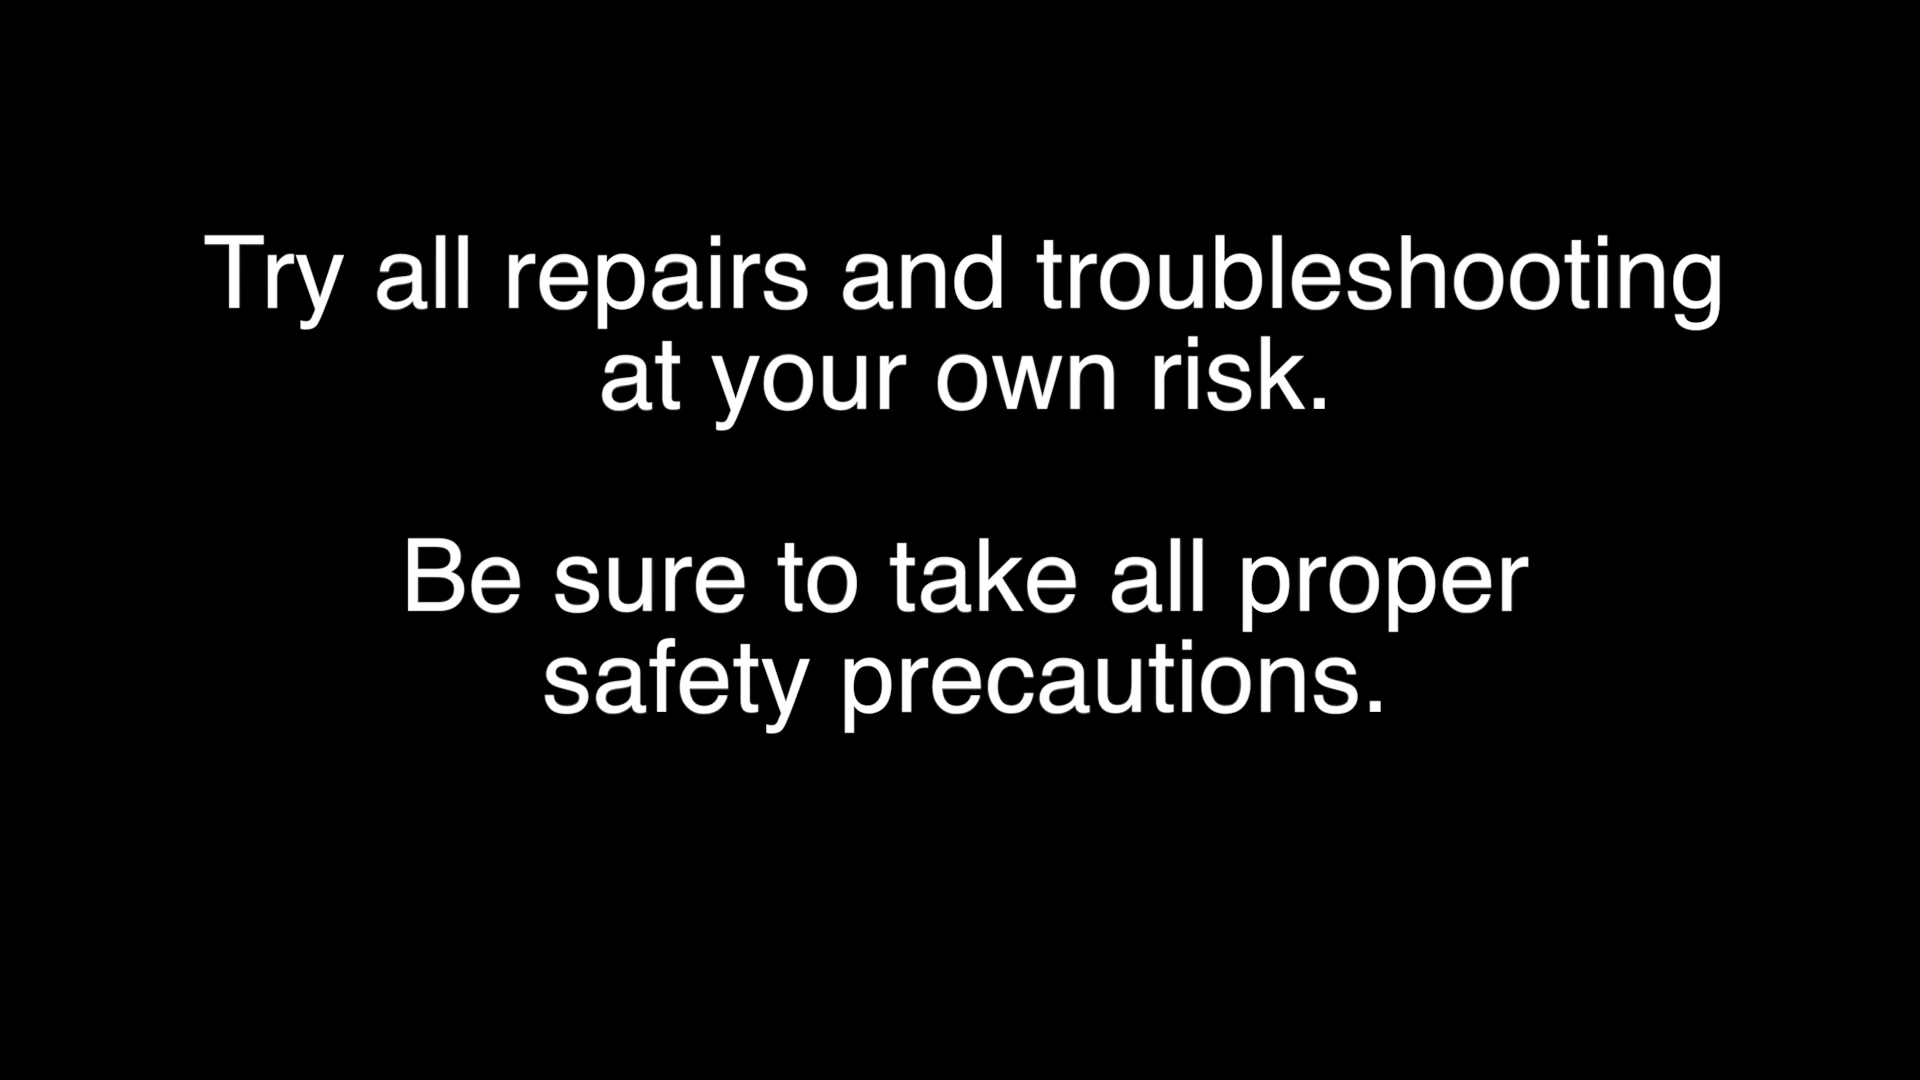 Try all repairs and troubleshooting
at your own risk.
Be sure to take all proper
safety precautions.